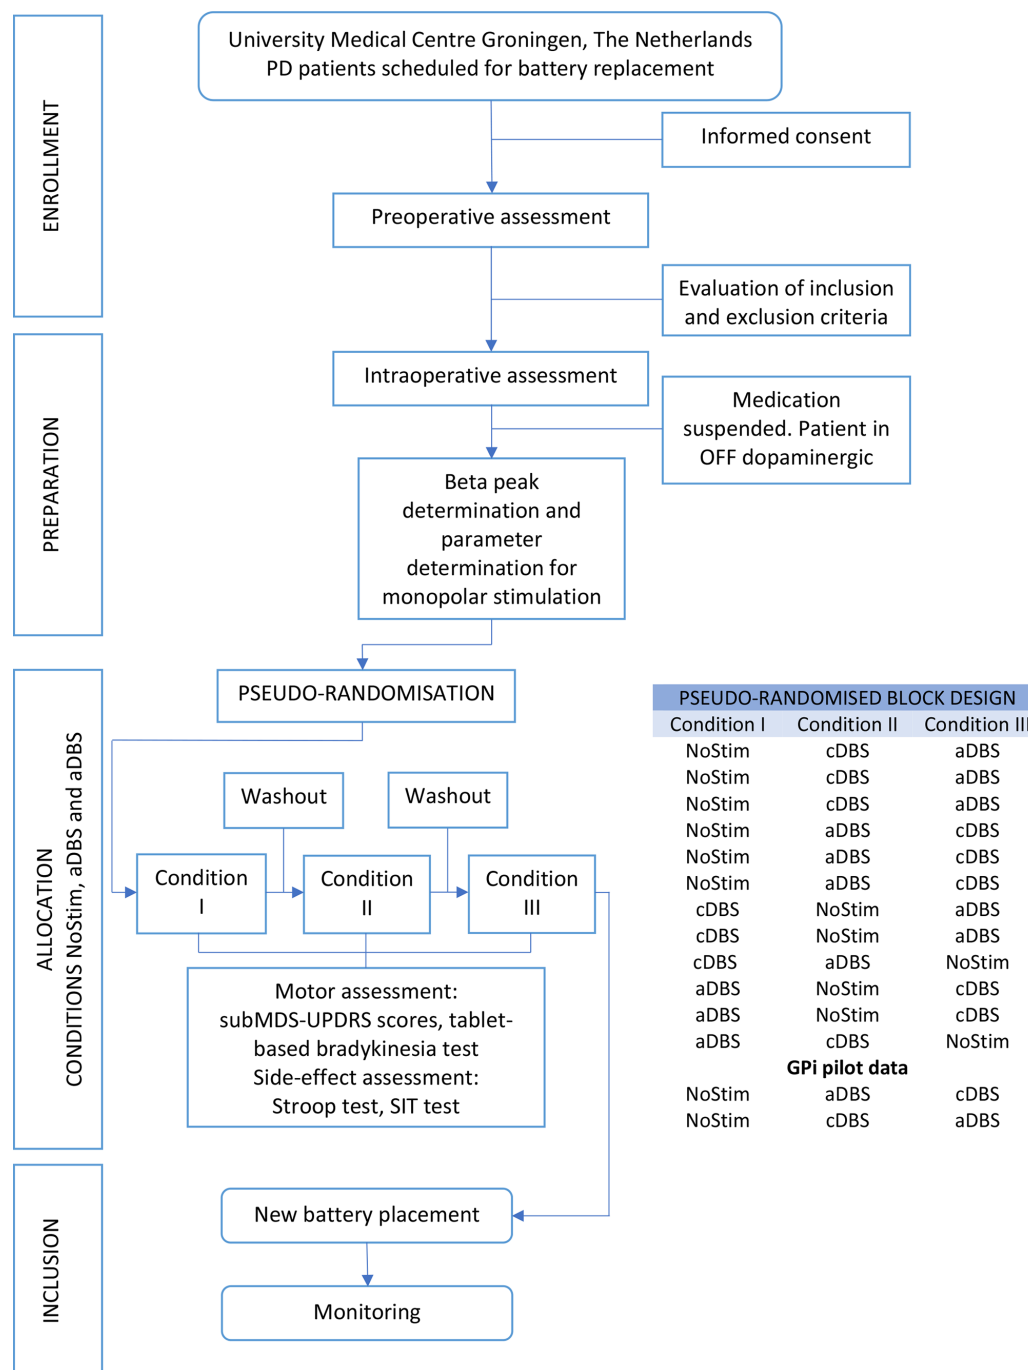 ENROLLMENT
University Medical Centre Groningen, The Netherlands
PD patients scheduled for battery replacement
Informed consent
Preoperative assessment
Evaluation of inclusion
and exclusion criteria
PREPARATION
Intraoperative assessment
Medication
suspended. Patient in
OFF dopaminergic
Beta peak
determination and
parameter
determination for
monopolar stimulation
ALLOCATION
CONDITIONS NoStim, aDBS and aDBS
PSEUDO-RANDOMISATION
Washout
Washout
Condition
I
Condition
II
Condition
III
Motor assessment:
subMDS-UPDRS scores, tablet-
based bradykinesia test
Side-effect assessment:
Stroop test, SIT test
PSEUDO-RANDOMISED BLOCK DESIGN
Condition I Condition II Condition III
NoStim cDBS aDBS
NoStim cDBS aDBS
NoStim cDBS aDBS
NoStim aDBS cDBS
NoStim aDBS cDBS
NoStim aDBS cDBS
cDBS NoStim aDBS
cDBS NoStim aDBS
cDBS aDBS NoStim
aDBS NoStim cDBS
aDBS NoStim cDBS
aDBS cDBS NoStim
GPi pilot data
NoStim aDBS cDBS
NoStim cDBS aDBS
INCLUSION
New battery placement
Monitoring